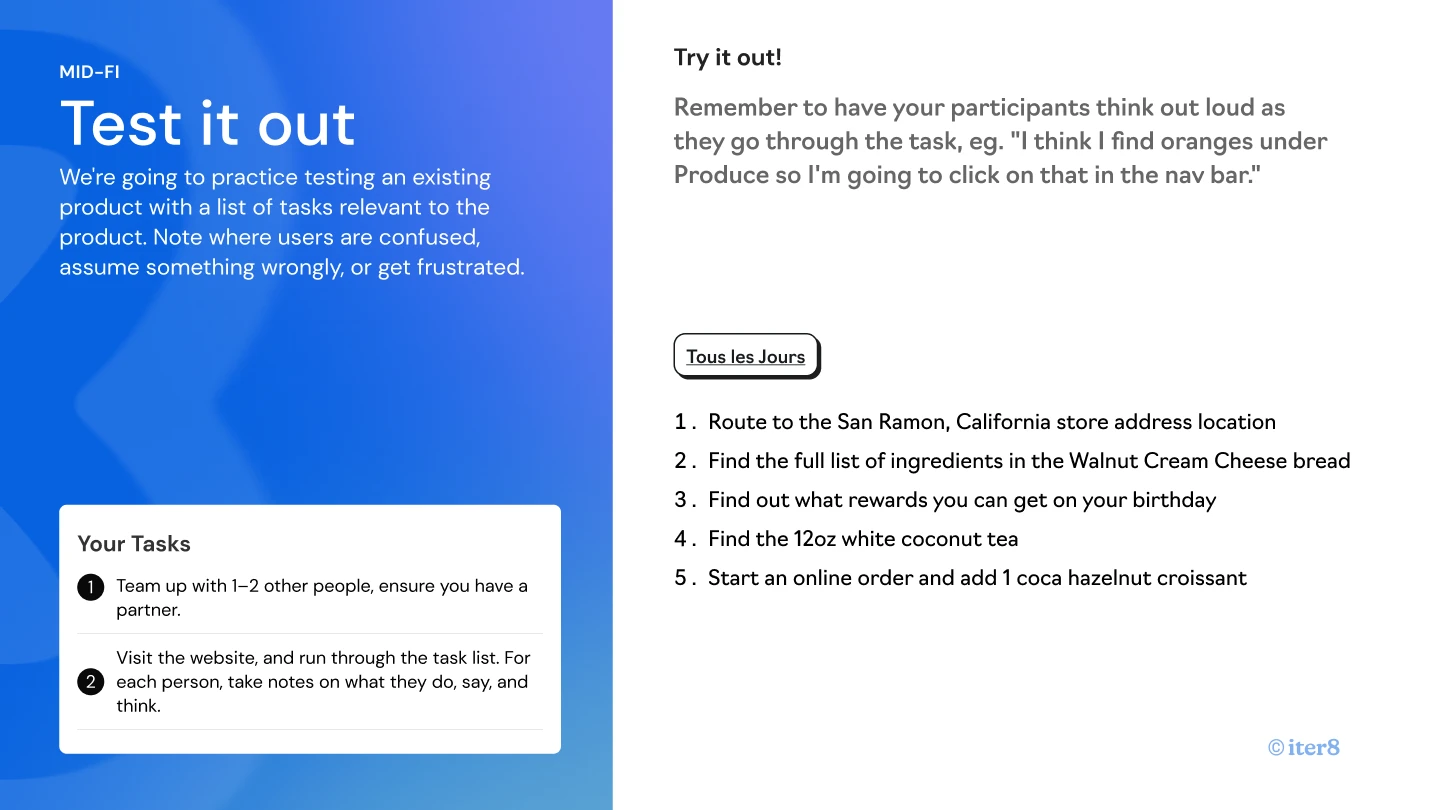 MID-FI
Test it out
We're going to practice testing an existing
product with a list of tasks relevant to the
product. Note where users are confused,
assume something wrongly, or get frustrated.
Your Tasks
1 Team up with 1–2 other people, ensure you have a
partner.
2 Visit the website, and run through the task list. For
each person, take notes on what they do, say, and
think.
Try it out!
Remember to have your participants think out loud as
they go through the task, eg. "I think I find oranges under
Produce so I'm going to click on that in the nav bar."
Tous les Jours
1. Route to the San Ramon, California store address location
2. Find the full list of ingredients in the Walnut Cream Cheese bread
3. Find out what rewards you can get on your birthday
4. Find the 12oz white coconut tea
5. Start an online order and add 1 coca hazelnut croissant
© iter8